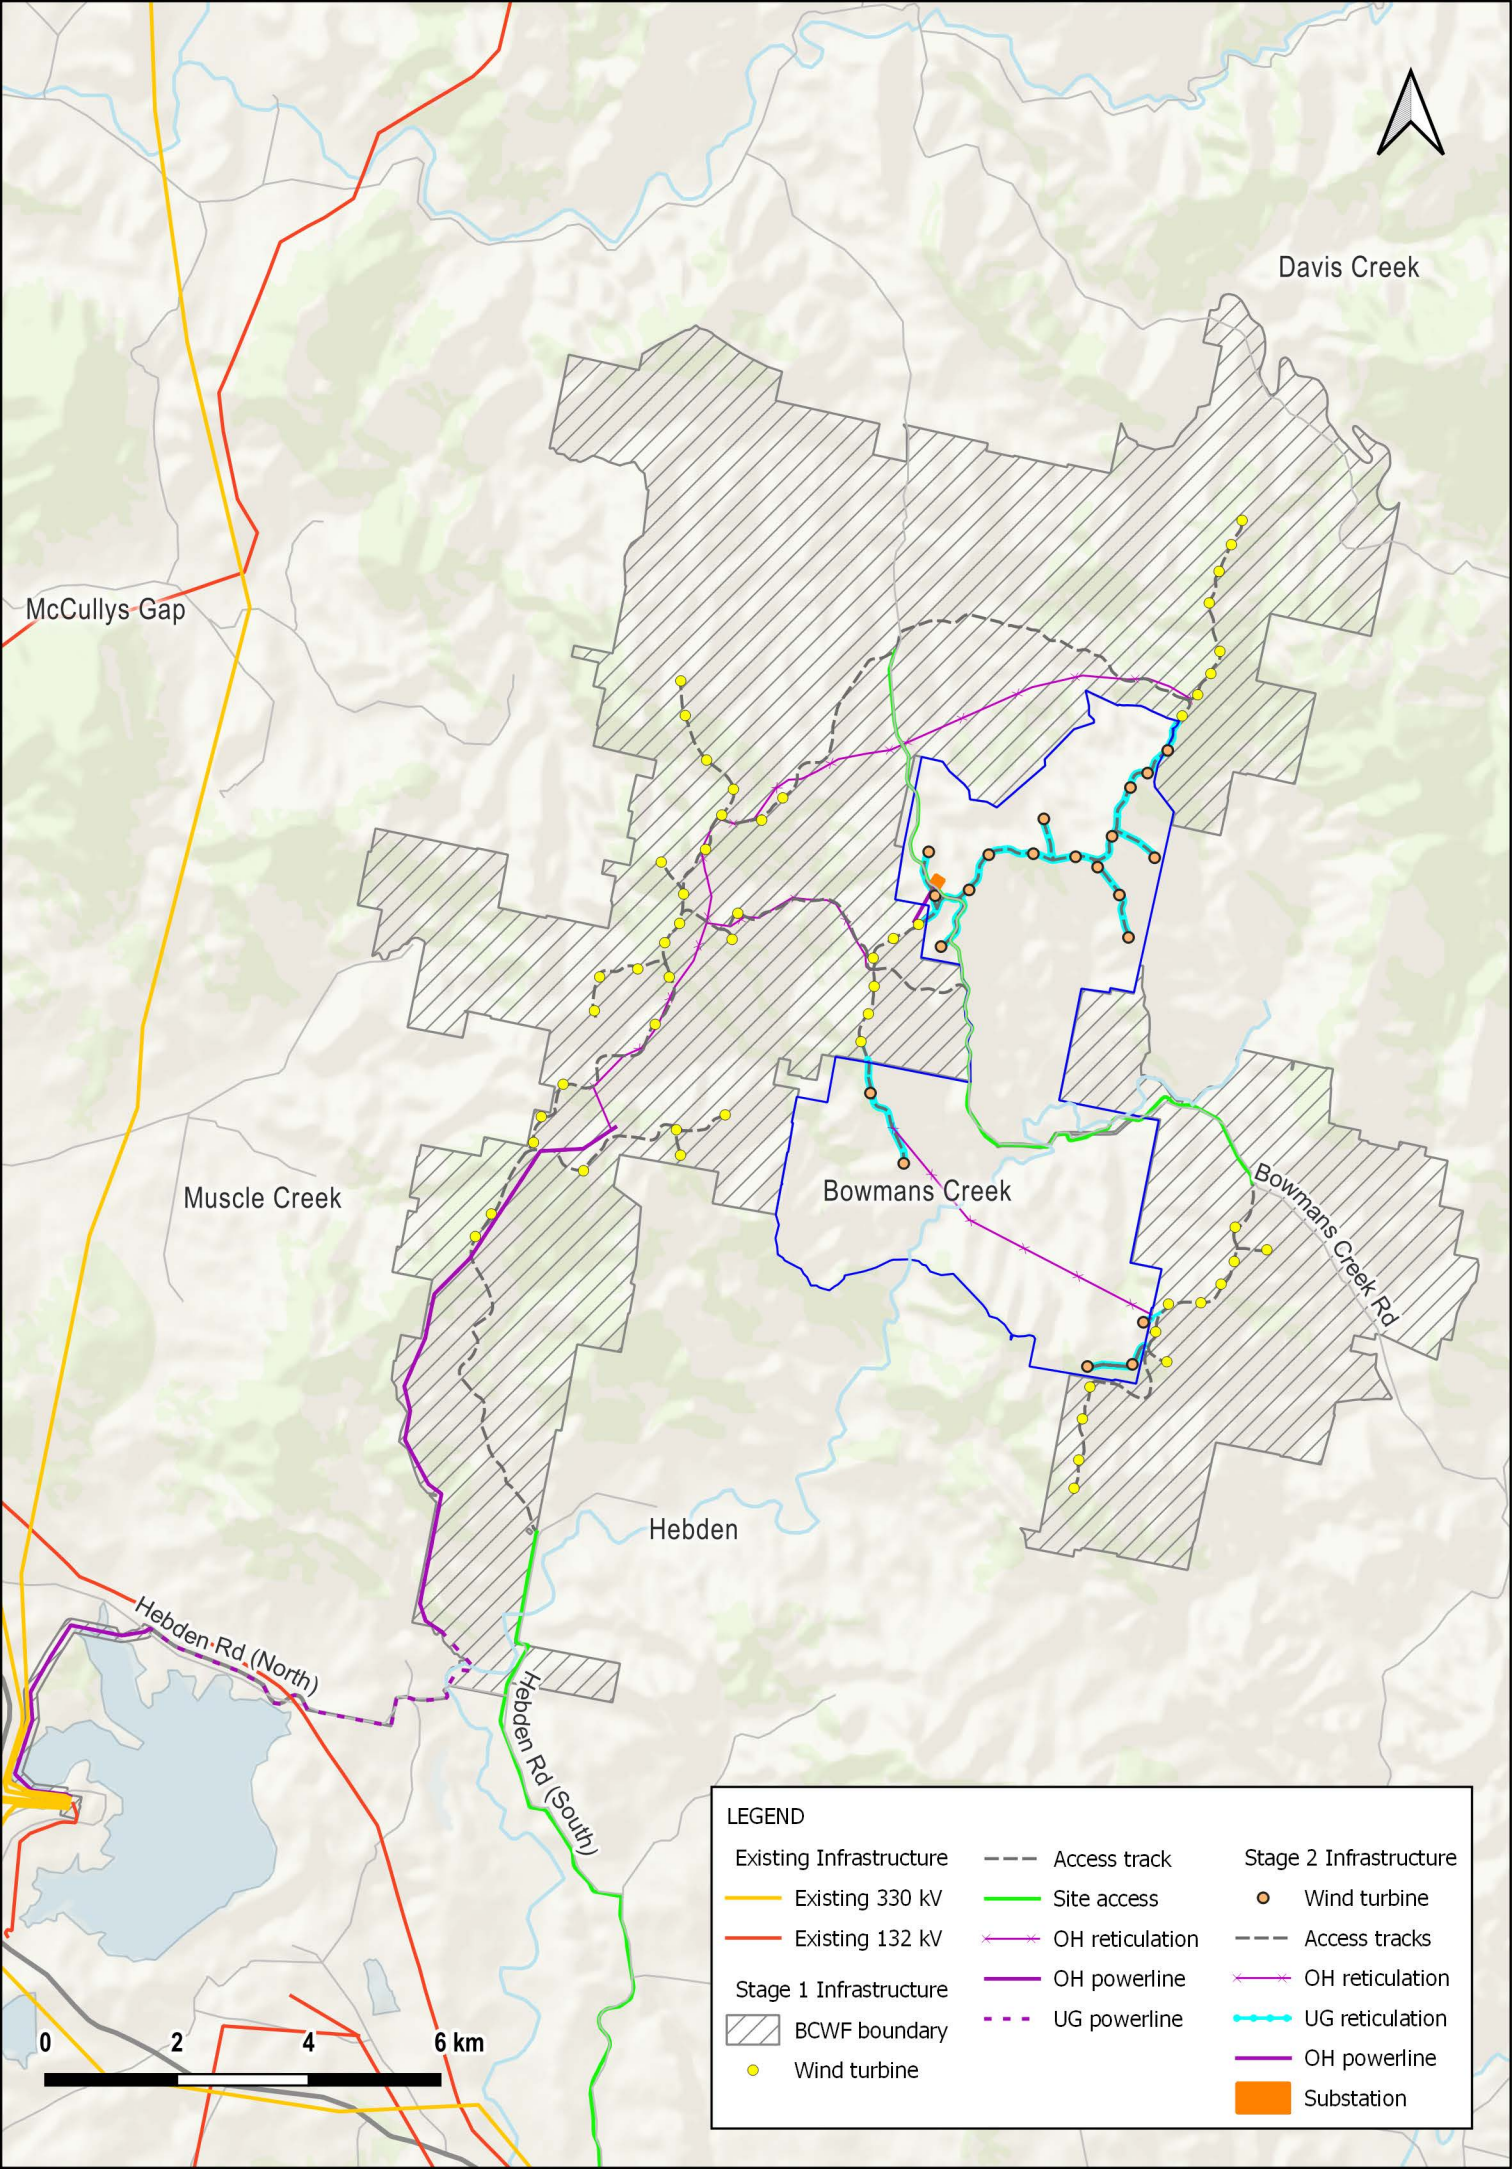 Davis Creek
McCullys Gap
Muscle Creek
Bowmans Creek
Bowmans Creek Rd
Hebden
Hebden Rd (North)
Hebden Rd (South)
0 2 4 6 km
LEGEND
Existing Infrastructure
Existing 330 kV
Existing 132 kV
Stage 1 Infrastructure
BCWF boundary
Wind turbine
Access track
Site access
OH reticulation
OH powerline
UG powerline
Stage 2 Infrastructure
Wind turbine
Access tracks
OH reticulation
UG reticulation
OH powerline
Substation